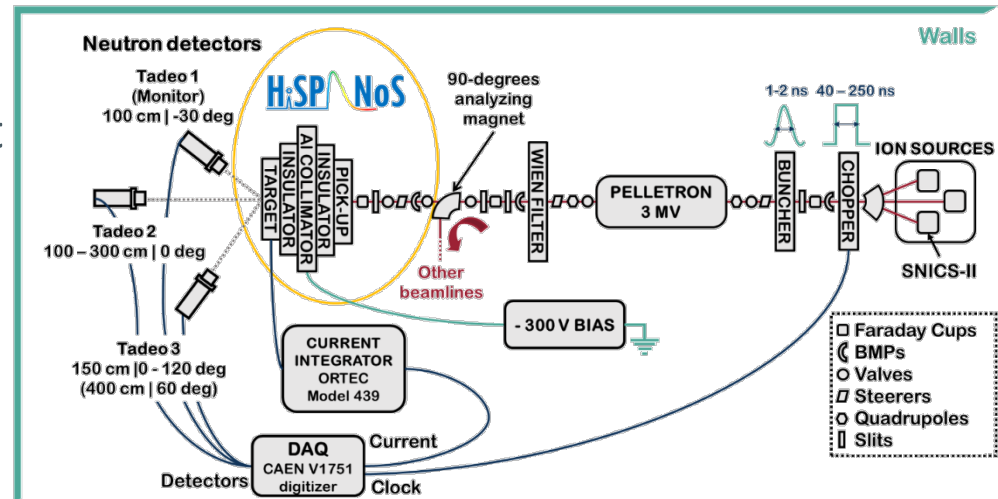 Walls
Neutron detectors
Tadeo 1
(Monitor)
100 cm | -30 deg
HiSPANoS
90-degrees
analyzing
magnet
1-2 ns
40 – 250 ns
ION SOURCES
TARGET
INSULATOR
Al COLLIMATOR
INSULATOR
PICK-UP
WIEN FILTER
PELLETRON
3 MV
BUNCHER
CHOPPER
SNICS-II
Tadeo 2
100 – 300 cm | 0 deg
Other
beamlines
- 300 V BIAS
Tadeo 3
150 cm |0 - 120 deg
(400 cm | 60 deg)
CURRENT
INTEGRATOR
ORTEC
Model 439
Faraday Cups
BMPs
Valves
Steerers
Quadrupoles
Slits
Detectors
DAQ
CAEN V1751
digitizer
Current
Clock